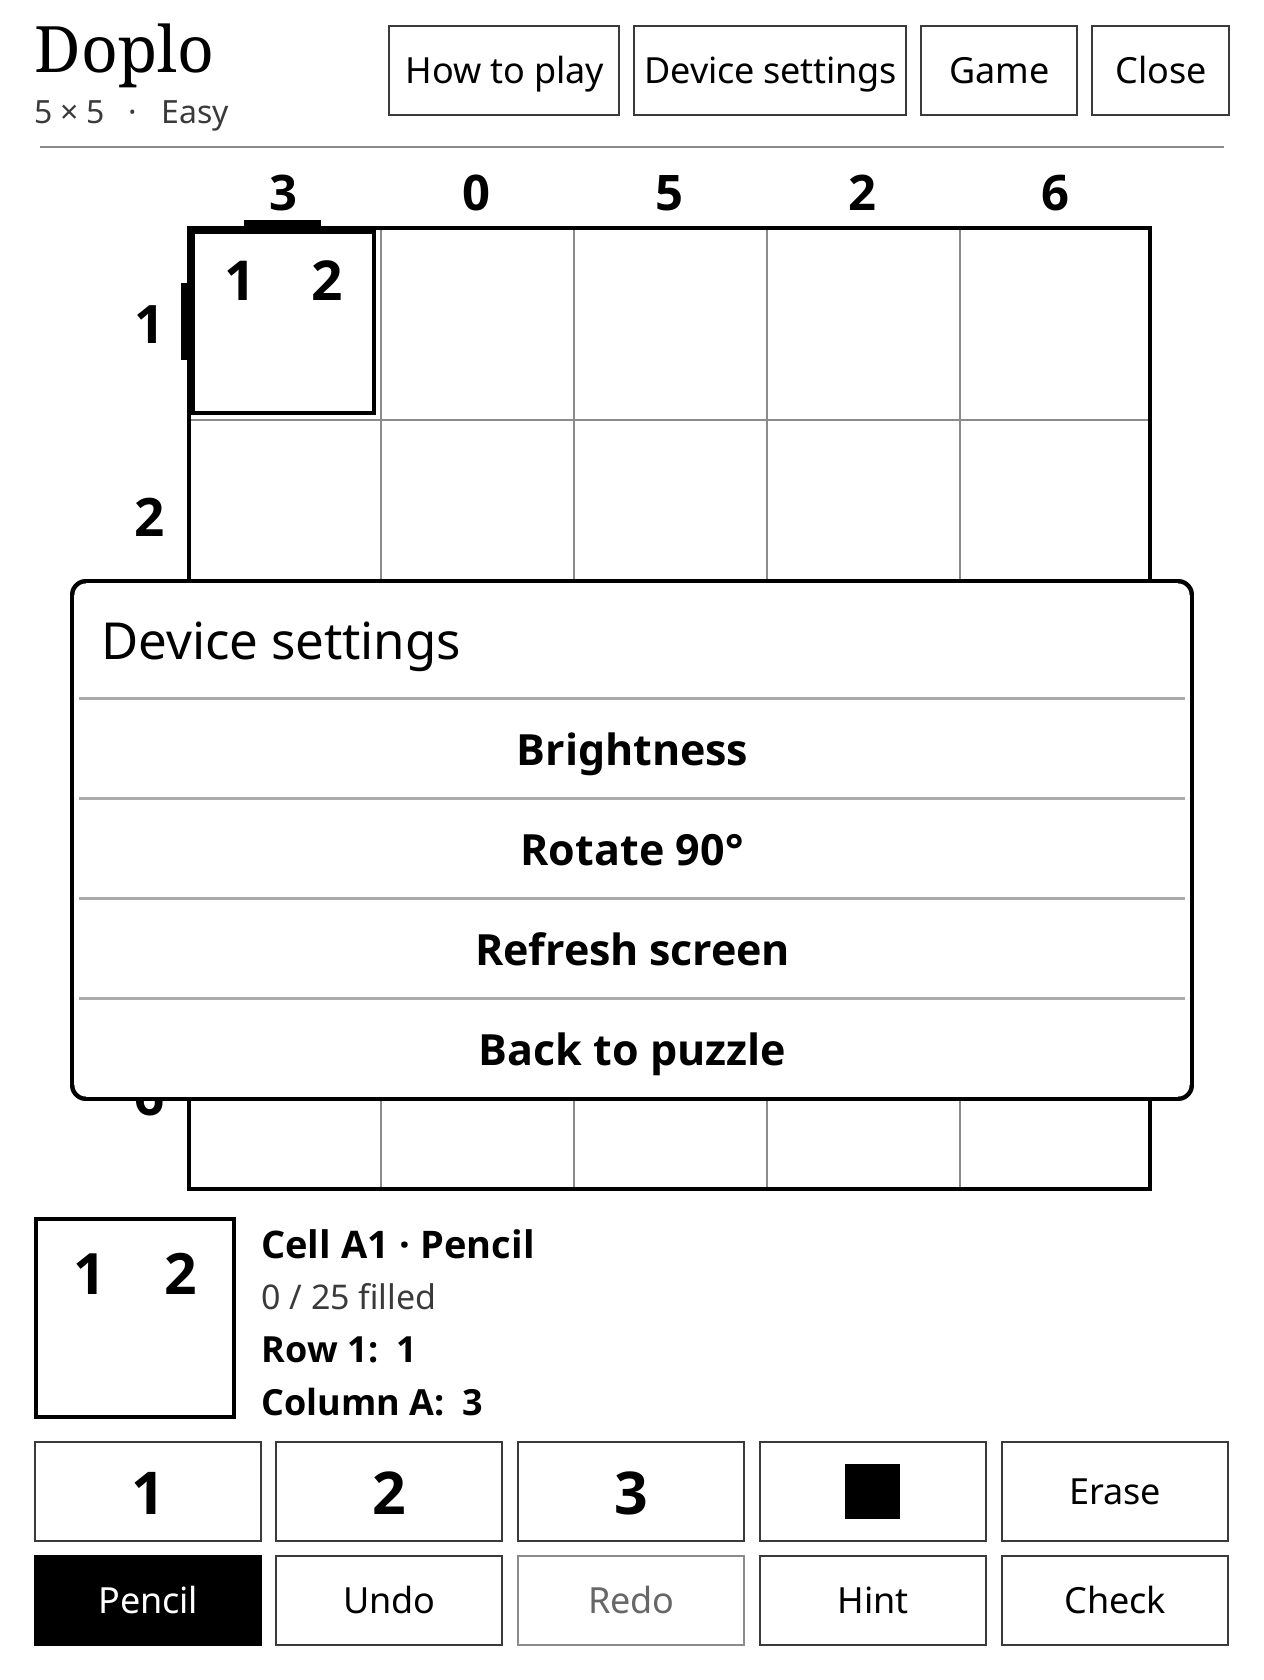 Doplo
How to play Device settings Game Close
5 × 5 · Easy
3 0 5 2 6
1 2
1
2
Device settings
Brightness
Rotate 90°
Refresh screen
Back to puzzle
1 2
Cell A1 · Pencil
0 / 25 filled
Row 1: 1
Column A: 3
1 2 3 ■ Erase
Pencil Undo Redo Hint Check